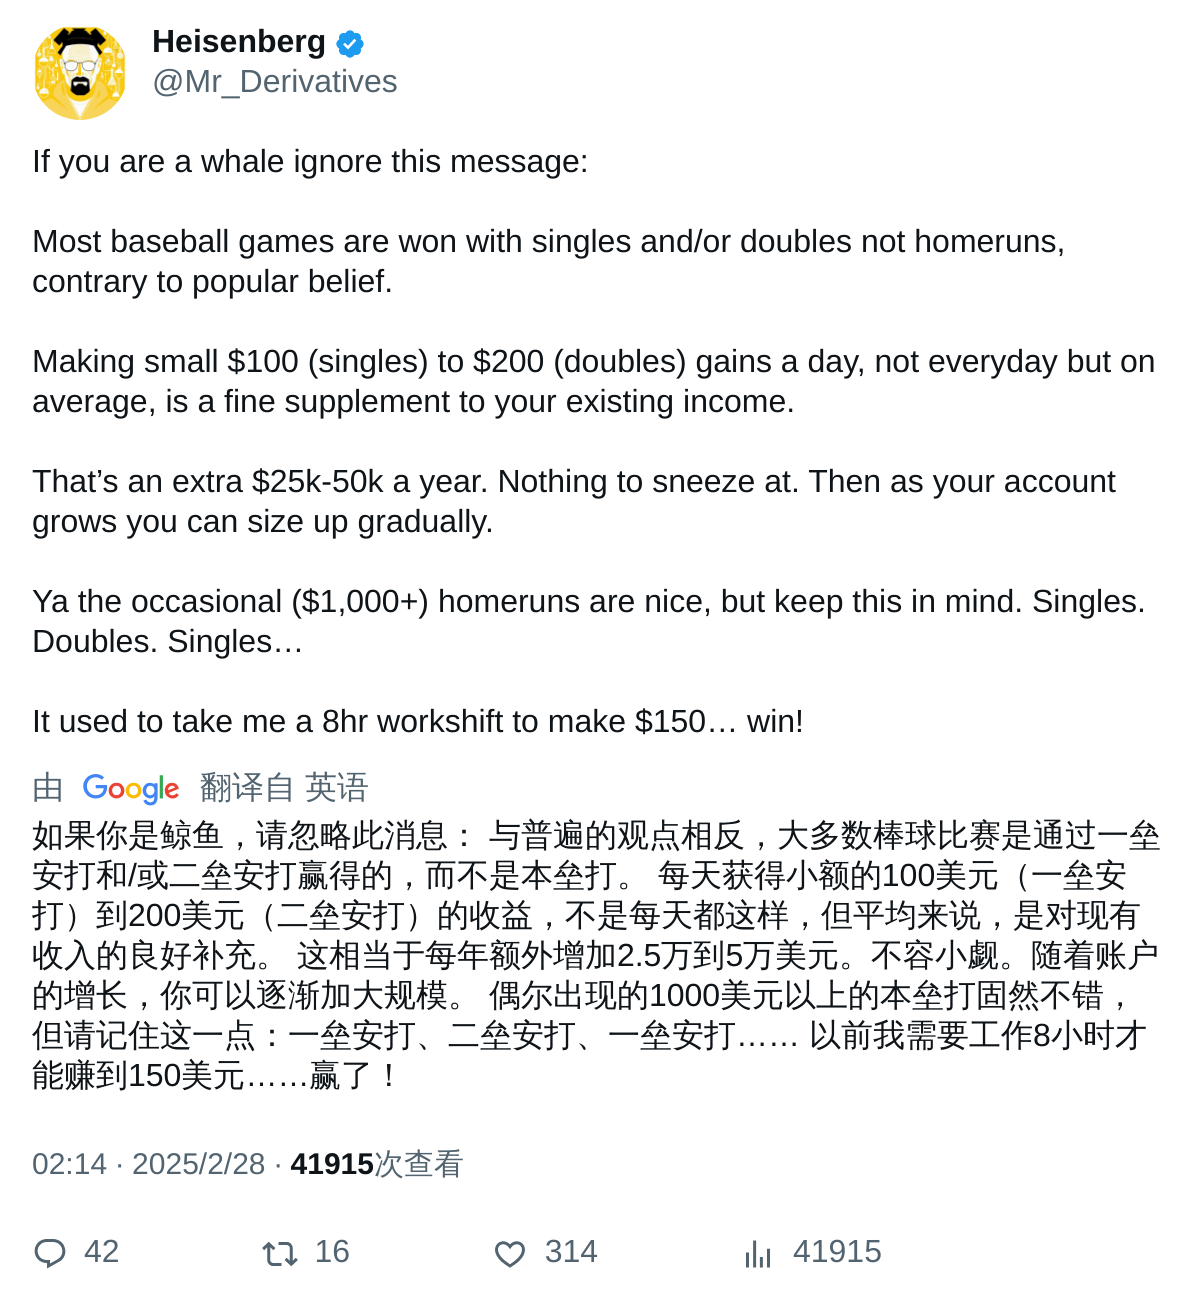 Heisenberg
@Mr_Derivatives
If you are a whale ignore this message:
Most baseball games are won with singles and/or doubles not homeruns,
contrary to popular belief.
Making small $100 (singles) to $200 (doubles) gains a day, not everyday but on
average, is a fine supplement to your existing income.
That’s an extra $25k-50k a year. Nothing to sneeze at. Then as your account
grows you can size up gradually.
Ya the occasional ($1,000+) homeruns are nice, but keep this in mind. Singles.
Doubles. Singles…
It used to take me a 8hr workshift to make $150… win!
由 Google 翻译自 英语
如果你是鲸鱼，请忽略此消息： 与普遍的观点相反，大多数棒球比赛是通过一垒
安打和/或二垒安打赢得的，而不是本垒打。 每天获得小额的100美元（一垒安
打）到200美元（二垒安打）的收益，不是每天都这样，但平均来说，是对现有
收入的良好补充。 这相当于每年额外增加2.5万到5万美元。不容小觑。随着账户
的增长，你可以逐渐加大规模。 偶尔出现的1000美元以上的本垒打固然不错，
但请记住这一点：一垒安打、二垒安打、一垒安打…… 以前我需要工作8小时才
能赚到150美元……赢了！
02:14 · 2025/2/28 · 41915次查看
42 16 314 41915